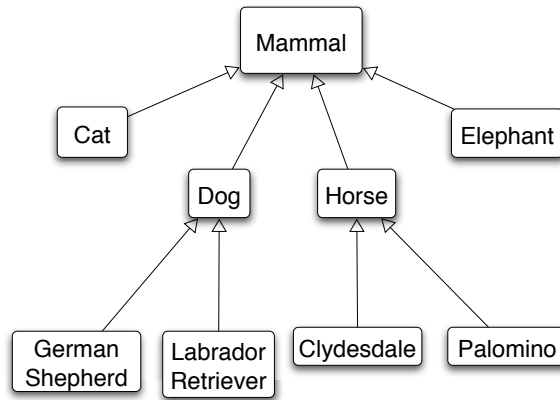 Mammal
Cat
Elephant
Dog
Horse
German
Shepherd
Labrador
Retriever
Clydesdale
Palomino